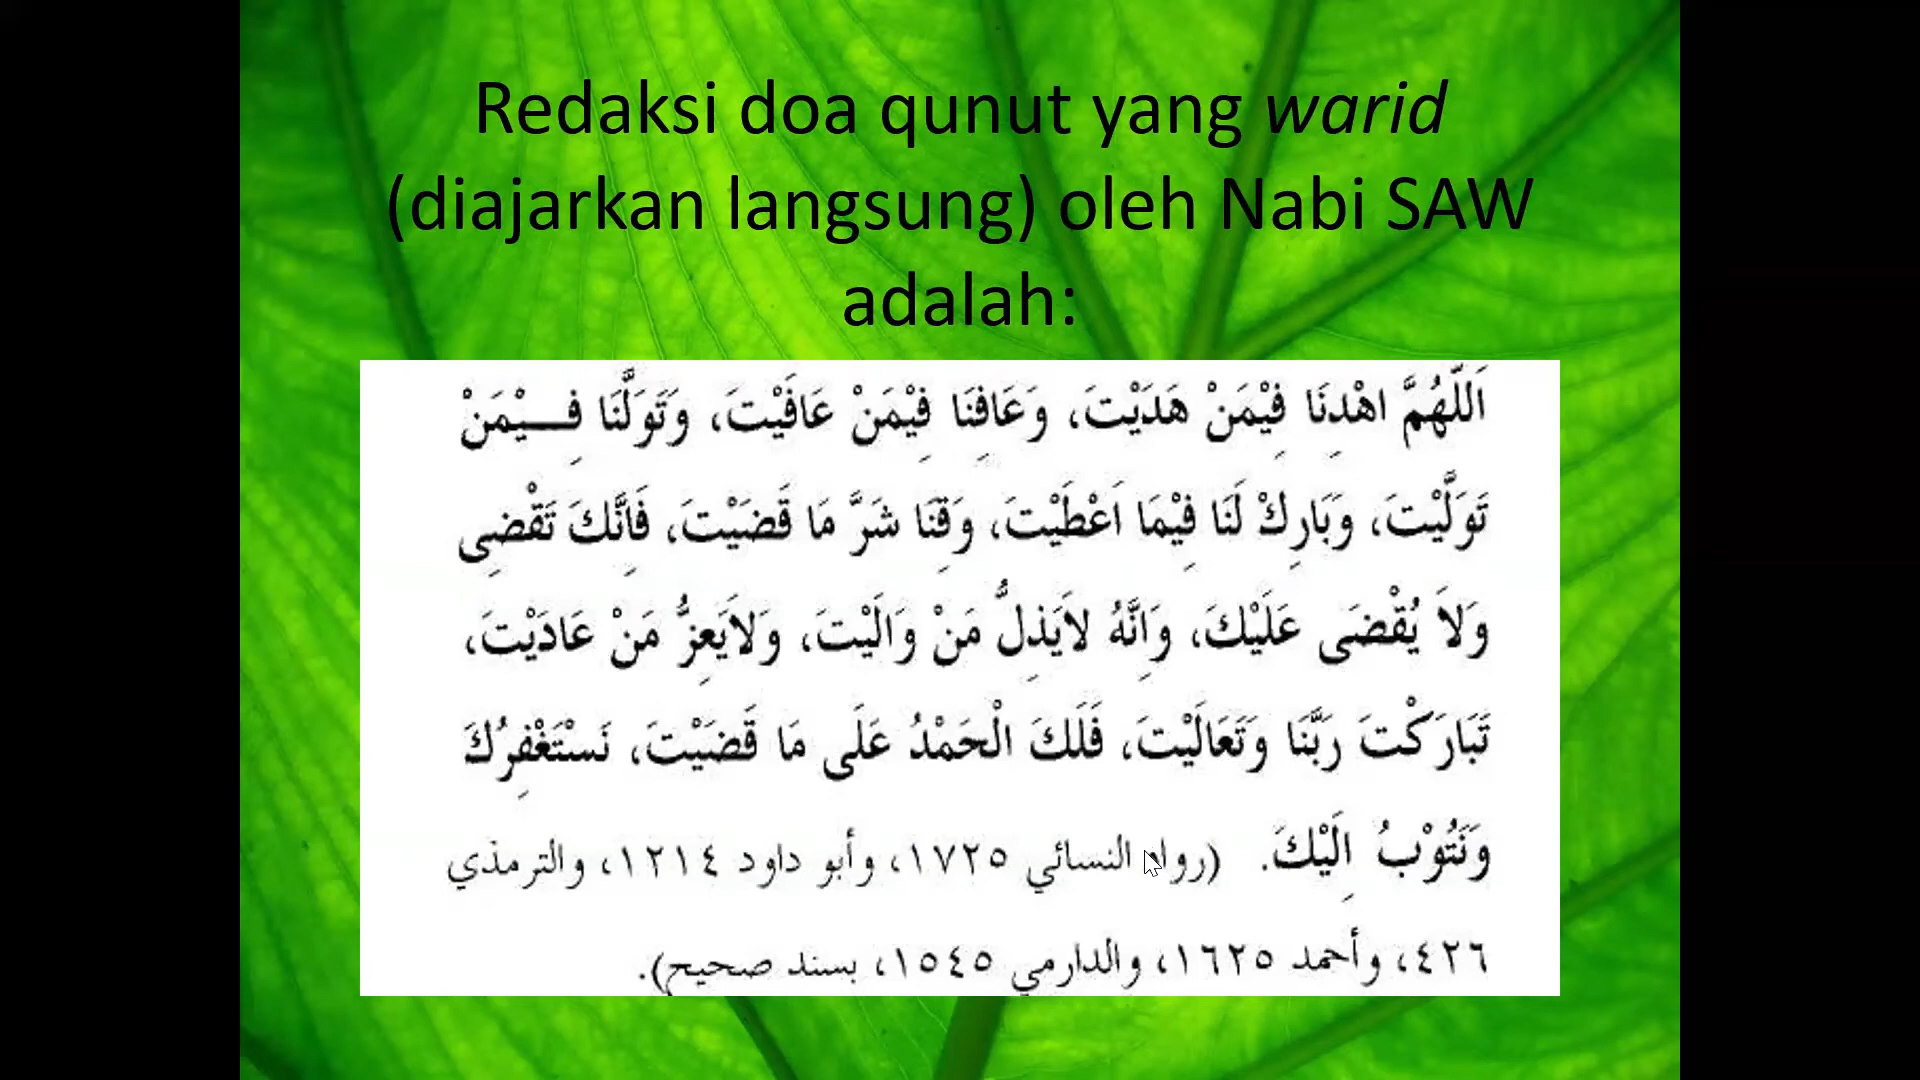 Redaksi doa qunut yang warid
(diajarkan langsung) oleh Nabi SAW
adalah:
اَللّٰهُمَّ اهْدِنَا فِيْمَنْ هَدَيْتَ، وَعَافِنَا فِيْمَنْ عَافَيْتَ، وَتَوَلَّنَا فِـــيْمَنْ
تَوَلَّيْتَ، وَبَارِكْ لَنَا فِيْمَا اَعْطَيْتَ، وَقِنَا شَرَّ مَا قَضَيْتَ، فَاِنَّكَ تَقْضِى
وَلاَ يُقْضَى عَلَيْكَ، وَاِنَّهُ لاَيَذِلُّ مَنْ وَالَيْتَ، وَلاَيَعِزُّ مَنْ عَادَيْتَ،
تَبَارَكْتَ رَبَّنَا وَتَعَالَيْتَ، فَلَكَ الْحَمْدُ عَلَى مَا قَضَيْتَ، نَسْتَغْفِرُكَ
وَنَتُوْبُ اِلَيْكَ. (رواه النسائي ١٧٢٥، وأبو داود ١٢١٤، والترمذي
٤٢٦، وأحمد ١٦٢٥، والدارمي ١٥٤٥، بسند صحيح).